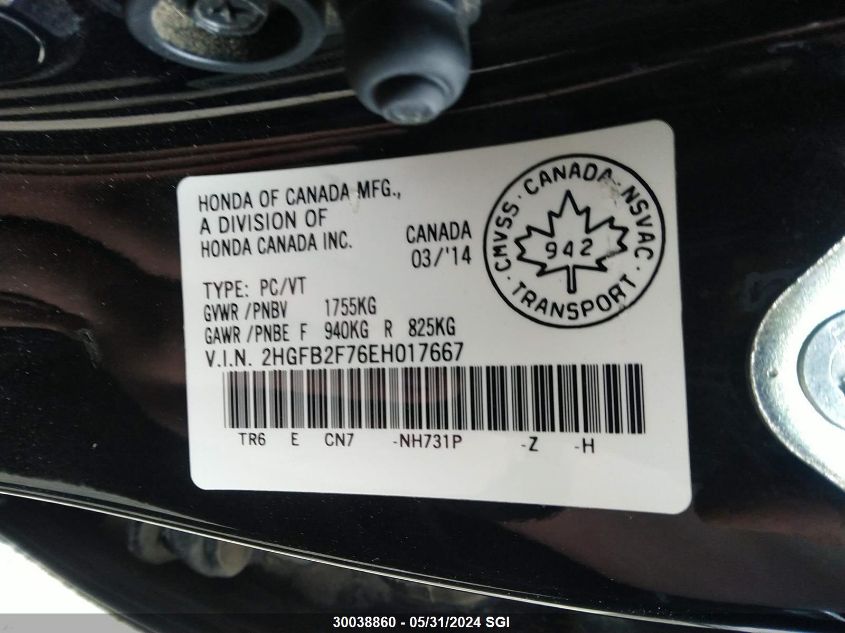 HONDA OF CANADA MFG.,
A DIVISION OF
HONDA CANADA INC.
CANADA
03/'14
CMVSS · CANADA · NSVAC
942
· TRANSPORT ·
TYPE: PC/VT
GVWR /PNBV 1755KG
GAWR /PNBE F 940KG R 825KG
V.I.N. 2HGFB2F76EH017667
TR6 E CN7 -NH731P -Z -H
30038860 - 05/31/2024 SGI